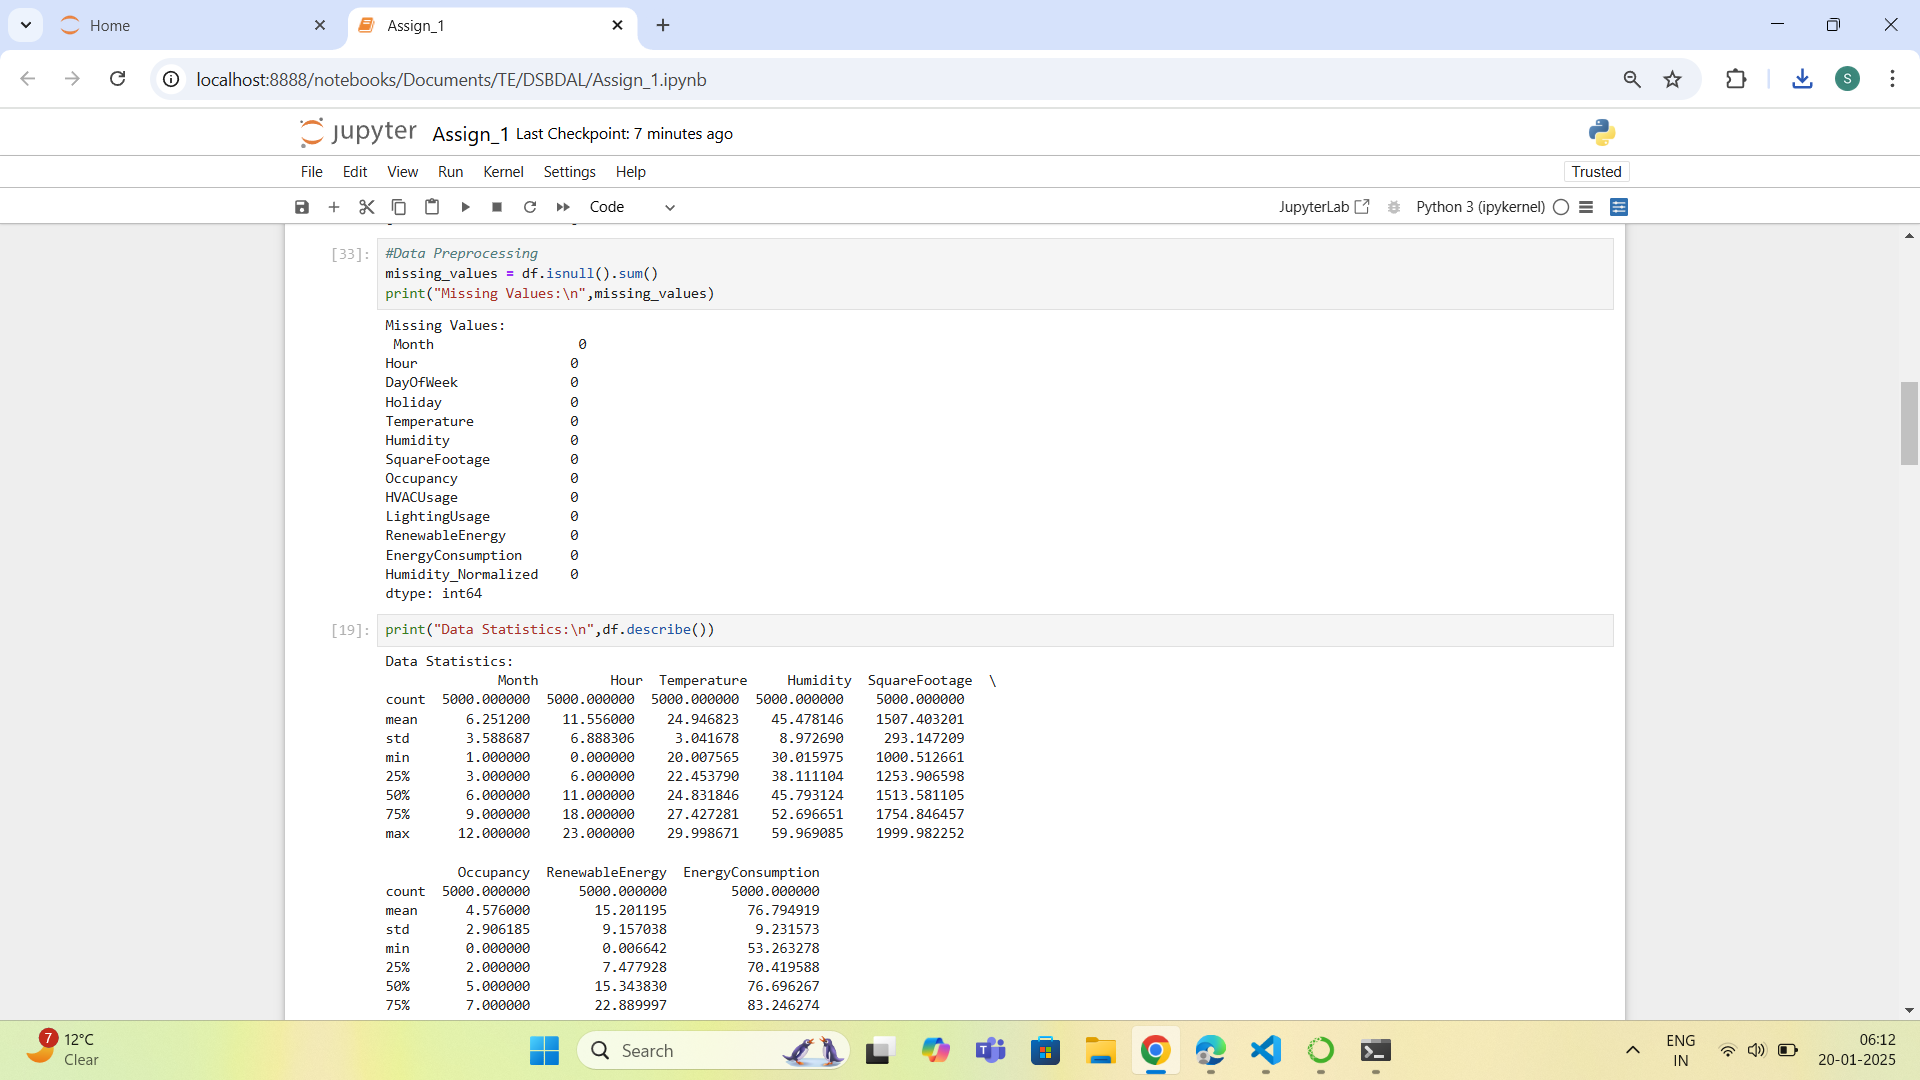 Home
Assign_1
localhost:8888/notebooks/Documents/TE/DSBDAL/Assign_1.ipynb
S
jupyter Assign_1 Last Checkpoint: 7 minutes ago
File Edit View Run Kernel Settings Help
Trusted
Code
JupyterLab
Python 3 (ipykernel)
[33]: #Data Preprocessing
missing_values = df.isnull().sum()
print("Missing Values:\n",missing_values)
Missing Values:
 Month                  0
Hour                   0
DayOfWeek              0
Holiday                0
Temperature            0
Humidity               0
SquareFootage          0
Occupancy              0
HVACUsage              0
LightingUsage          0
RenewableEnergy        0
EnergyConsumption      0
Humidity_Normalized    0
dtype: int64
[19]: print("Data Statistics:\n",df.describe())
Data Statistics:
              Month         Hour  Temperature     Humidity  SquareFootage  \
count  5000.000000  5000.000000  5000.000000  5000.000000    5000.000000
mean      6.251200    11.556000    24.946823    45.478146    1507.403201
std       3.588687     6.888306     3.041678     8.972690     293.147209
min       1.000000     0.000000    20.007565    30.015975    1000.512661
25%       3.000000     6.000000    22.453790    38.111104    1253.906598
50%       6.000000    11.000000    24.831846    45.793124    1513.581105
75%       9.000000    18.000000    27.427281    52.696651    1754.846457
max      12.000000    23.000000    29.998671    59.969085    1999.982252
         Occupancy  RenewableEnergy  EnergyConsumption
count  5000.000000      5000.000000        5000.000000
mean      4.576000        15.201195          76.794919
std       2.906185         9.157038           9.231573
min       0.000000         0.006642          53.263278
25%       2.000000         7.477928          70.419588
50%       5.000000        15.343830          76.696267
75%       7.000000        22.889997          83.246274
7
12°C
Clear
Search
ENG
IN
06:12
20-01-2025